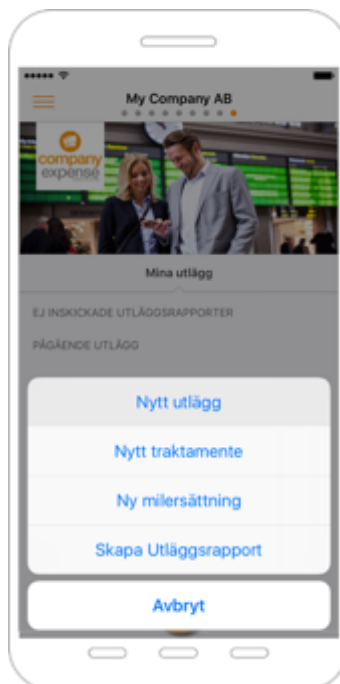 My Company AB
company
expense
Mina utlägg
EJ INSKICKADE UTLÄGGSRAPPORTER
PÅGÅENDE UTLÄGG
Nytt utlägg
Nytt traktamente
Ny milersättning
Skapa Utläggsrapport
Avbryt